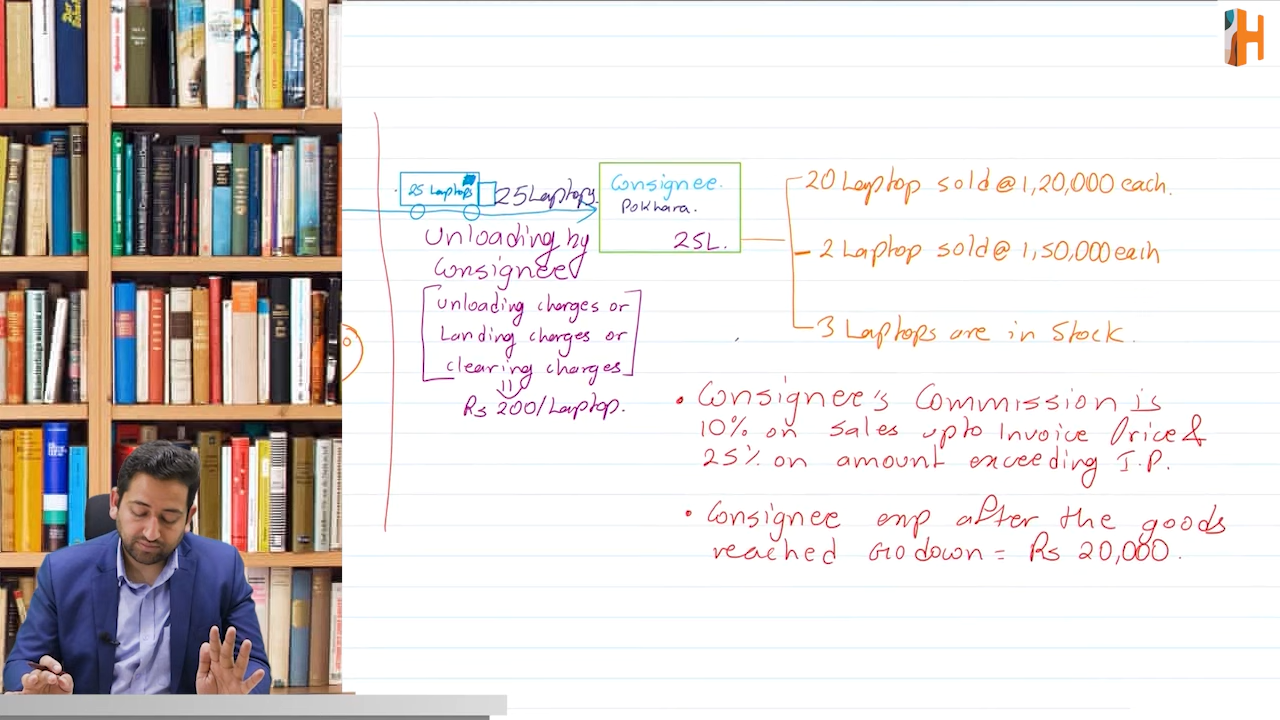 25 Laptops
25 Laptops
Unloading by
Consignee
Unloading charges or
Landing charges or
clearing charges
Rs 200/Laptop.
Consignee.
Pokhara.
25L.
20 Laptop sold @ 1,20,000 each.
2 Laptop sold @ 1,50,000 each
3 Laptops are in Stock.
• Consignee's Commission is
10% on sales upto Invoice Price &
25% on amount exceeding I.P.
• Consignee exp after the goods
reached Godown = Rs 20,000.
H